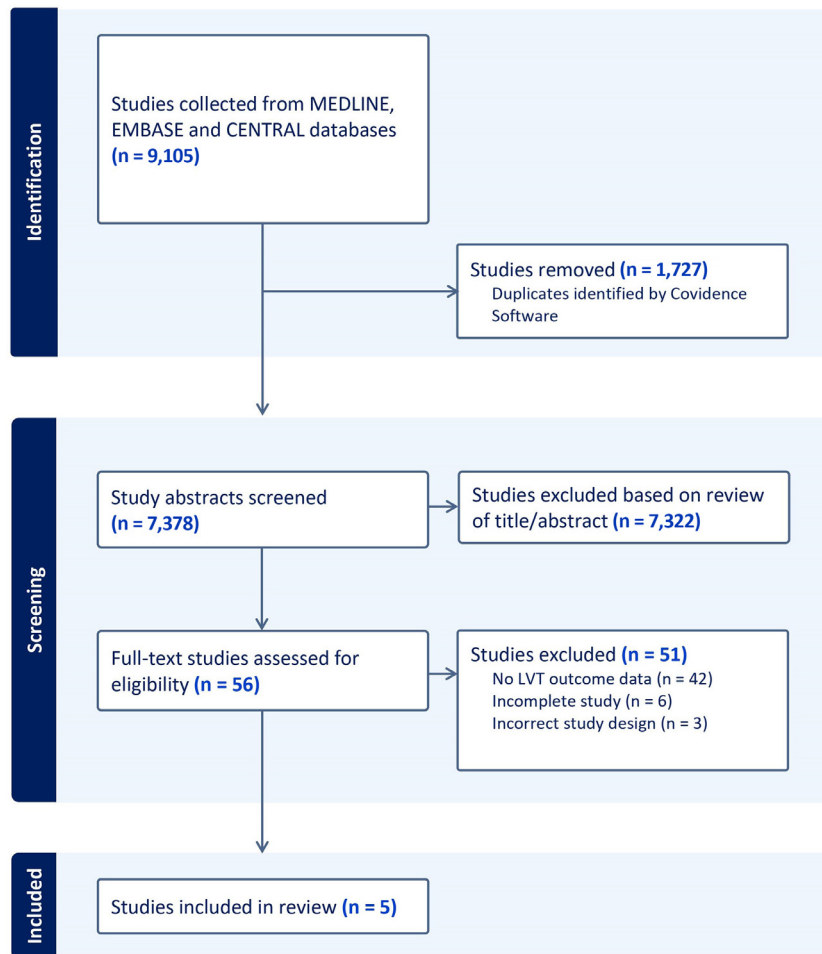 Identification
Studies collected from MEDLINE,
EMBASE and CENTRAL databases
(n = 9,105)
Studies removed (n = 1,727)
Duplicates identified by Covidence
Software
Screening
Study abstracts screened
(n = 7,378)
Studies excluded based on review
of title/abstract (n = 7,322)
Full-text studies assessed for
eligibility (n = 56)
Studies excluded (n = 51)
No LVT outcome data (n = 42)
Incomplete study (n = 6)
Incorrect study design (n = 3)
Included
Studies included in review (n = 5)